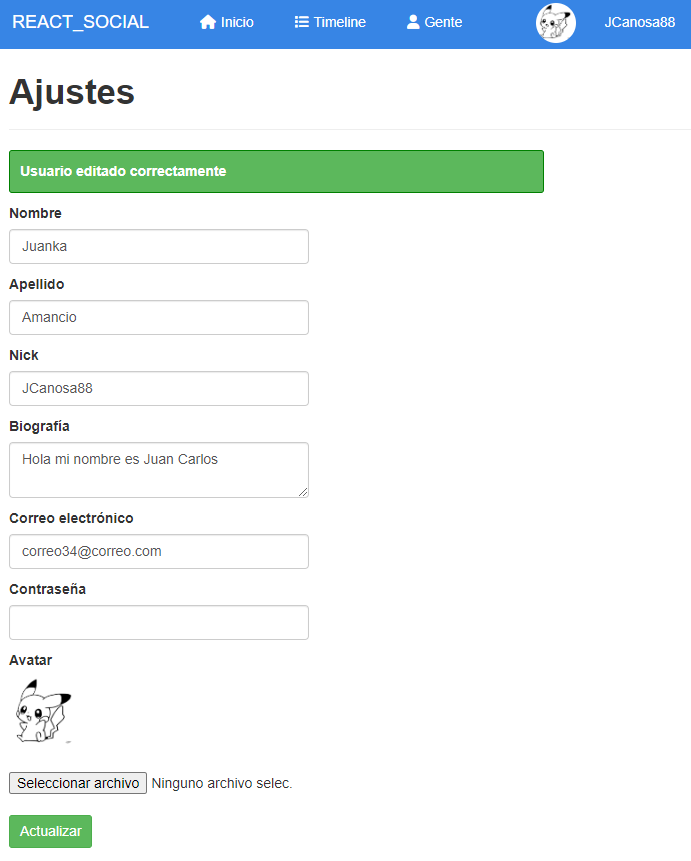 REACT_SOCIAL Inicio Timeline Gente JCanosa88
Ajustes
Usuario editado correctamente
Nombre
Juanka
Apellido
Amancio
Nick
JCanosa88
Biografía
Hola mi nombre es Juan Carlos
Correo electrónico
correo34@correo.com
Contraseña
Avatar
Seleccionar archivo Ninguno archivo selec.
Actualizar